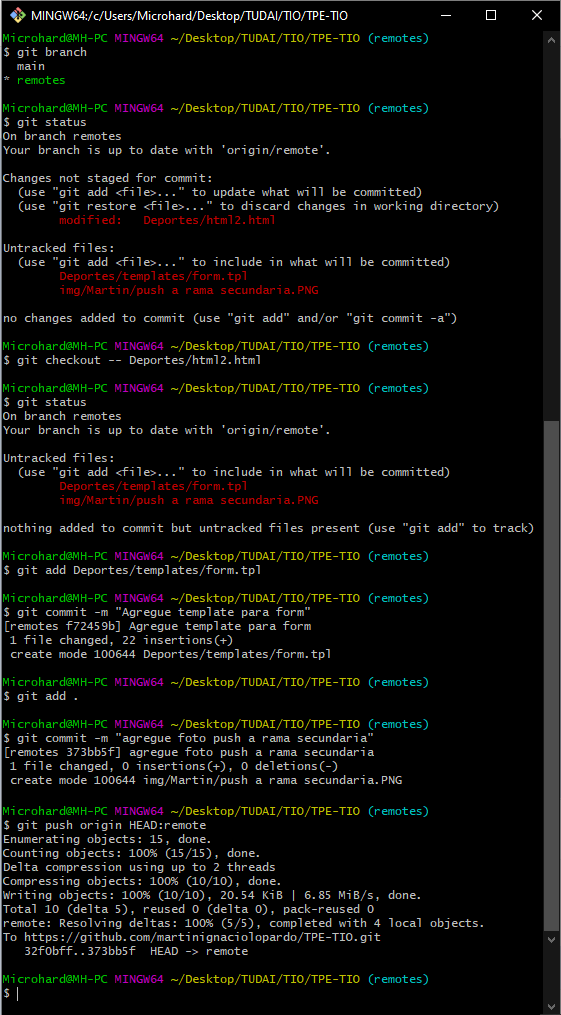 MINGW64:/c/Users/Microhard/Desktop/TUDAI/TIO/TPE-TIO
Microhard@MH-PC MINGW64 ~/Desktop/TUDAI/TIO/TPE-TIO (remotes)
$ git branch
  main
* remotes
Microhard@MH-PC MINGW64 ~/Desktop/TUDAI/TIO/TPE-TIO (remotes)
$ git status
On branch remotes
Your branch is up to date with 'origin/remote'.
Changes not staged for commit:
  (use "git add <file>..." to update what will be committed)
  (use "git restore <file>..." to discard changes in working directory)
        modified:   Deportes/html2.html
Untracked files:
  (use "git add <file>..." to include in what will be committed)
        Deportes/templates/form.tpl
        img/Martin/push a rama secundaria.PNG
no changes added to commit (use "git add" and/or "git commit -a")
Microhard@MH-PC MINGW64 ~/Desktop/TUDAI/TIO/TPE-TIO (remotes)
$ git checkout -- Deportes/html2.html
Microhard@MH-PC MINGW64 ~/Desktop/TUDAI/TIO/TPE-TIO (remotes)
$ git status
On branch remotes
Your branch is up to date with 'origin/remote'.
Untracked files:
  (use "git add <file>..." to include in what will be committed)
        Deportes/templates/form.tpl
        img/Martin/push a rama secundaria.PNG
nothing added to commit but untracked files present (use "git add" to track)
Microhard@MH-PC MINGW64 ~/Desktop/TUDAI/TIO/TPE-TIO (remotes)
$ git add Deportes/templates/form.tpl
Microhard@MH-PC MINGW64 ~/Desktop/TUDAI/TIO/TPE-TIO (remotes)
$ git commit -m "Agregue template para form"
[remotes f72459b] Agregue template para form
 1 file changed, 22 insertions(+)
 create mode 100644 Deportes/templates/form.tpl
Microhard@MH-PC MINGW64 ~/Desktop/TUDAI/TIO/TPE-TIO (remotes)
$ git add .
Microhard@MH-PC MINGW64 ~/Desktop/TUDAI/TIO/TPE-TIO (remotes)
$ git commit -m "agregue foto push a rama secundaria"
[remotes 373bb5f] agregue foto push a rama secundaria
 1 file changed, 0 insertions(+), 0 deletions(-)
 create mode 100644 img/Martin/push a rama secundaria.PNG
Microhard@MH-PC MINGW64 ~/Desktop/TUDAI/TIO/TPE-TIO (remotes)
$ git push origin HEAD:remote
Enumerating objects: 15, done.
Counting objects: 100% (15/15), done.
Delta compression using up to 2 threads
Compressing objects: 100% (10/10), done.
Writing objects: 100% (10/10), 20.54 KiB | 6.85 MiB/s, done.
Total 10 (delta 5), reused 0 (delta 0), pack-reused 0
remote: Resolving deltas: 100% (5/5), completed with 4 local objects.
To https://github.com/martinignaciolopardo/TPE-TIO.git
   32f0bff..373bb5f  HEAD -> remote
Microhard@MH-PC MINGW64 ~/Desktop/TUDAI/TIO/TPE-TIO (remotes)
$